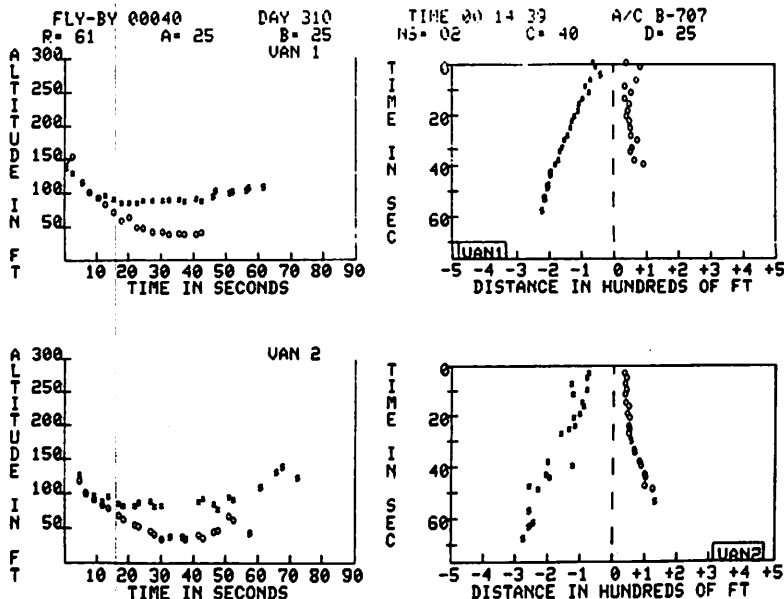 FLY-BY 00040 DAY 310 TIME 00 14 39 A/C B-707
R= 61 A= 25 B= 25 NS= 02 C= 40 D= 25
VAN 1
ALTITUDE IN FT
300
250
200
150
100
50
10 20 30 40 50 60 70 80 90
TIME IN SECONDS
TIME IN SEC
0
20
40
60
VAN1
-5 -4 -3 -2 -1 0 +1 +2 +3 +4 +5
DISTANCE IN HUNDREDS OF FT
VAN 2
ALTITUDE IN FT
300
250
200
150
100
50
10 20 30 40 50 60 70 80 90
TIME IN SECONDS
TIME IN SEC
0
20
40
60
VAN2
-5 -4 -3 -2 -1 0 +1 +2 +3 +4 +5
DISTANCE IN HUNDREDS OF FT